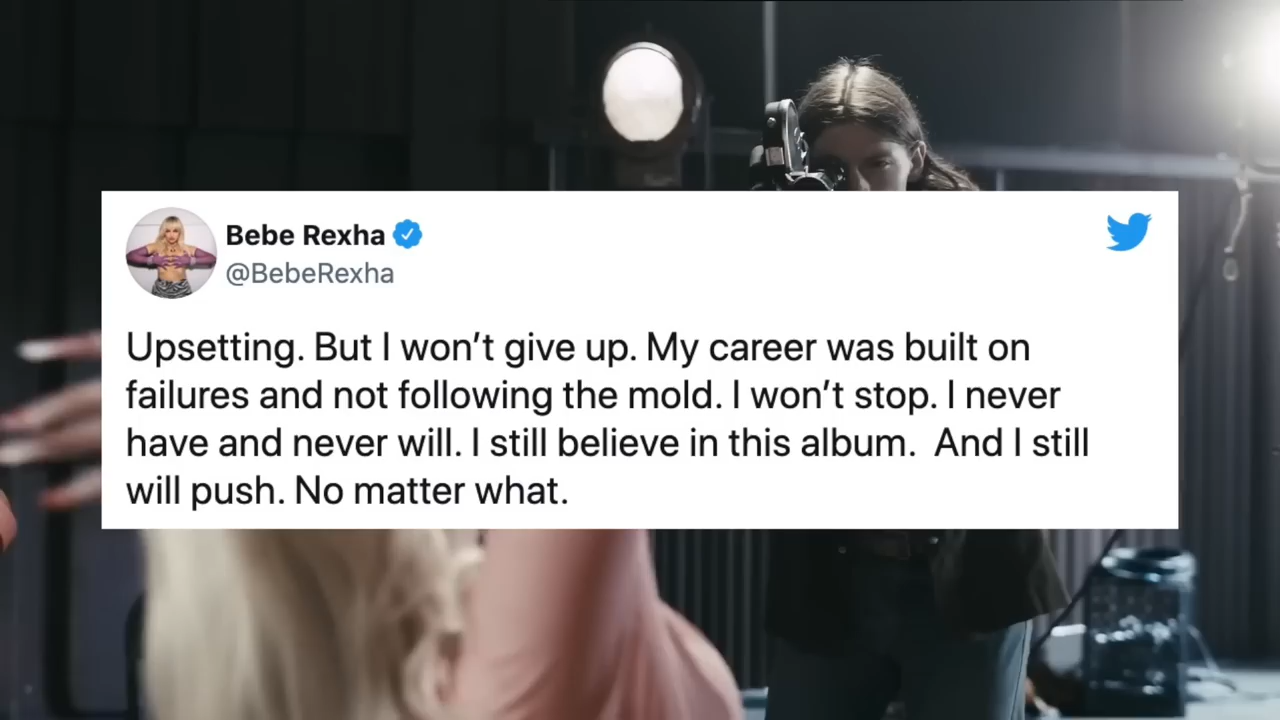 Bebe Rexha
@BebeRexha
Upsetting. But I won’t give up. My career was built on
failures and not following the mold. I won’t stop. I never
have and never will. I still believe in this album.  And I still
will push. No matter what.